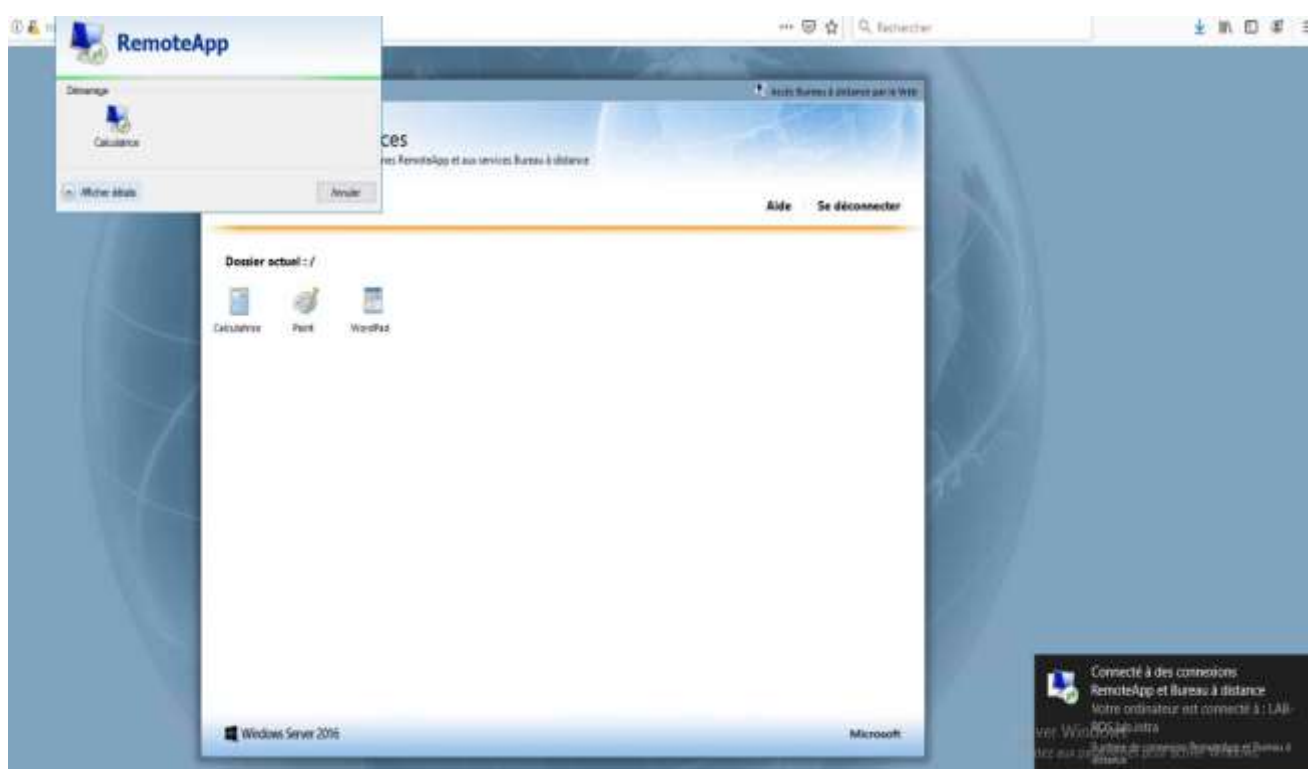 Rechercher
RemoteApp
Démarrage
Calculatrice
Afficher détails
Annuler
Accès Bureau à distance par le Web
ces
RemoteApp et aux services Bureau à distance
Aide Se déconnecter
Dossier actuel : /
Calculatrice Paint WordPad
Windows Server 2016
Microsoft
Connecté à des connexions
RemoteApp et Bureau à distance
Votre ordinateur est connecté à : LAB-